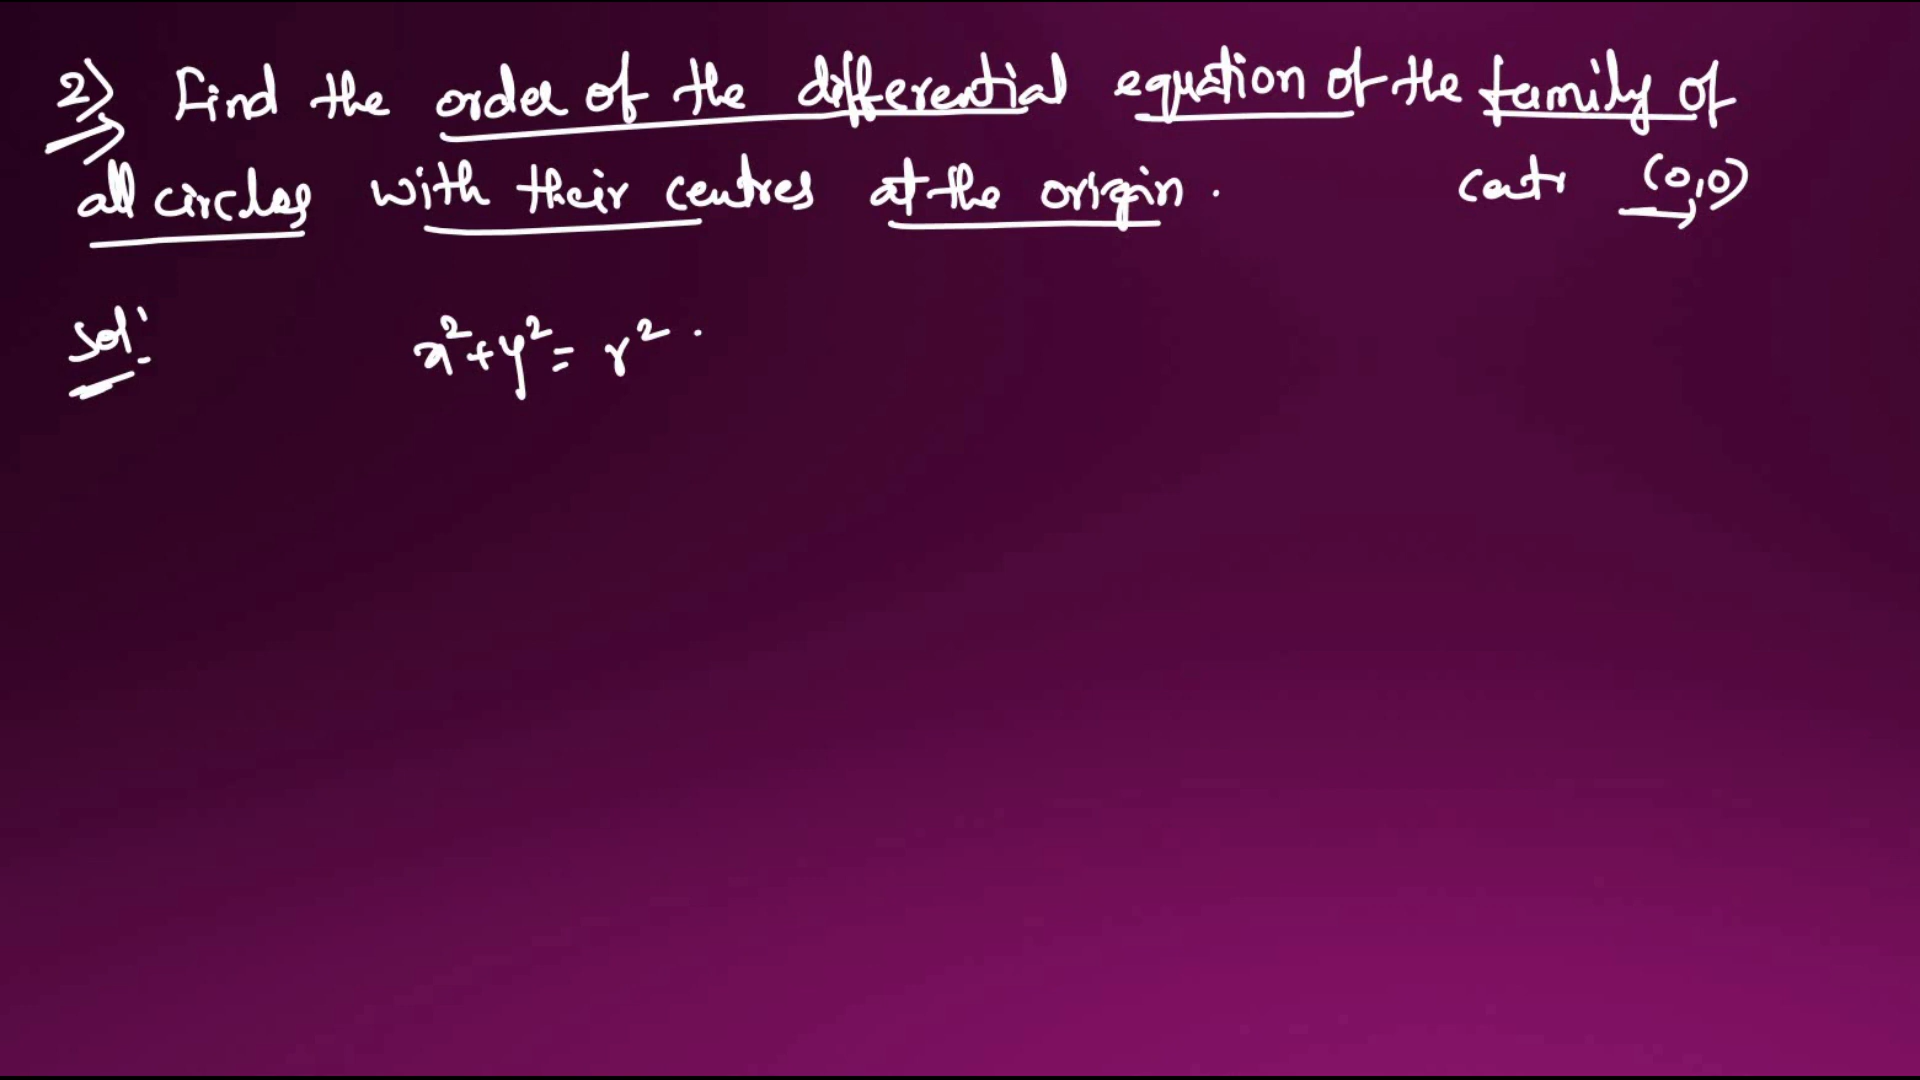 2) Find the order of the differential equation of the family of
all circles with their centres at the origin. centr (0,0)
Sol: x²+y²= r².